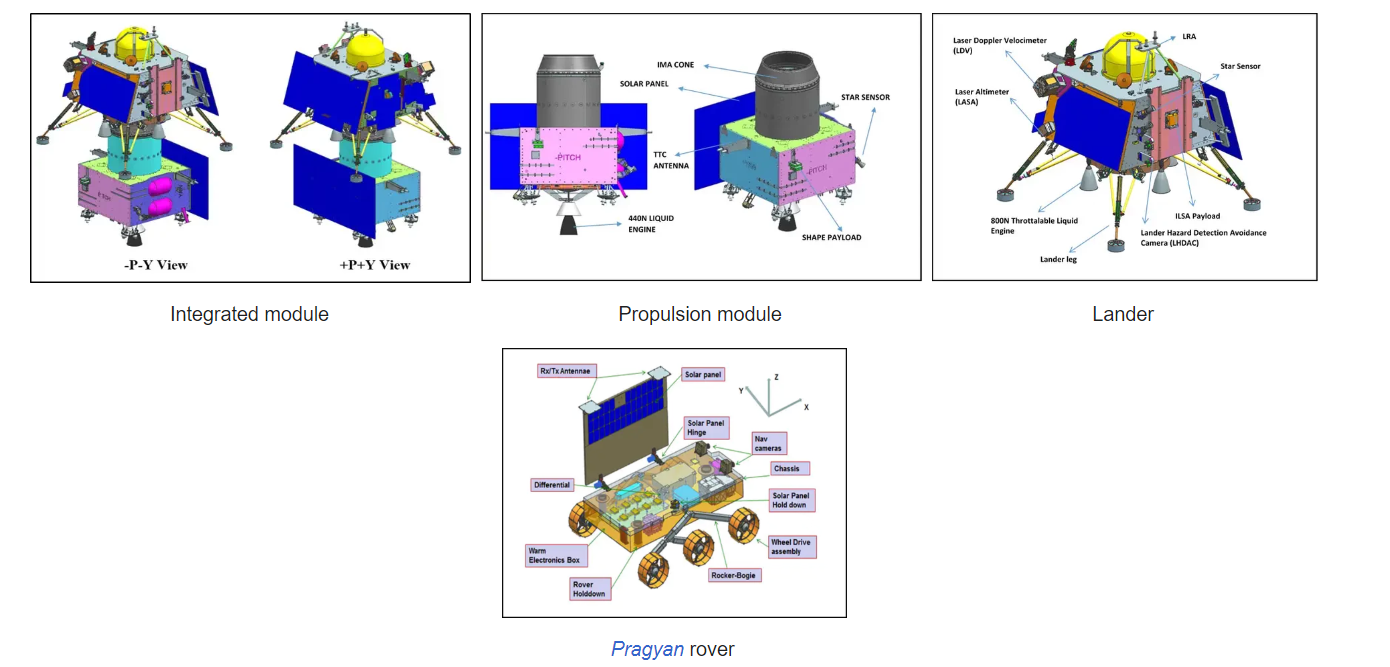 -P-Y View
+P+Y View
Integrated module
IMA CONE
SOLAR PANEL
STAR SENSOR
-PITCH
TTC
ANTENNA
-PITCH
440N LIQUID
ENGINE
SHAPE PAYLOAD
Propulsion module
Laser Doppler Velocimeter
(LDV)
LRA
Star Sensor
Laser Altimeter
(LASA)
800N Throttalable Liquid
Engine
ILSA Payload
Lander Hazard Detection Avoidance
Camera (LHDAC)
Lander leg
Lander
Rx/Tx Antennae
Solar panel
Z
Y
X
Solar Panel
Hinge
Nav
cameras
Chassis
Differential
Solar Panel
Hold down
Warm
Electronics Box
Wheel Drive
assembly
Rover
Holddown
Rocker-Bogie
Pragyan rover